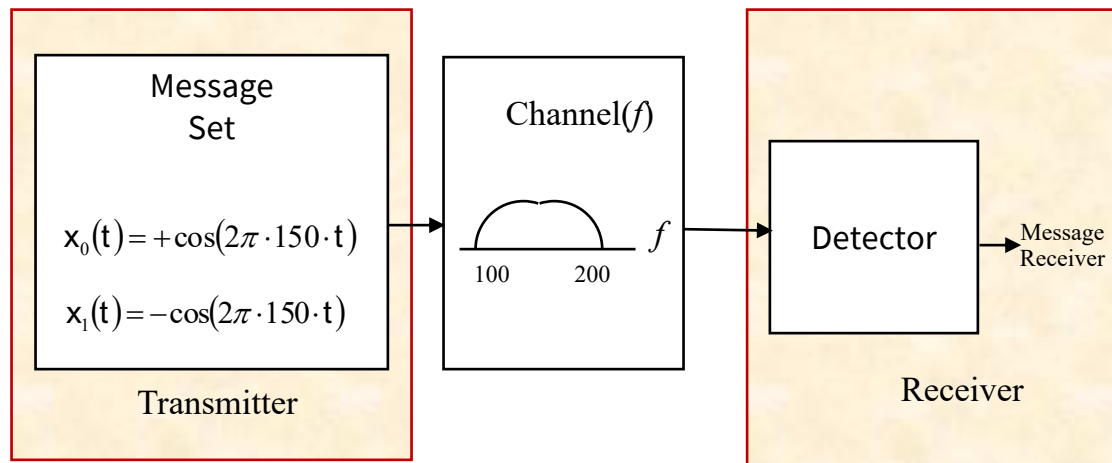 Message
Set
x₀(t) = +cos(2π·150·t)
x₁(t) = −cos(2π·150·t)
Transmitter
Channel(f)
f
100 200
Detector
Message
Receiver
Receiver